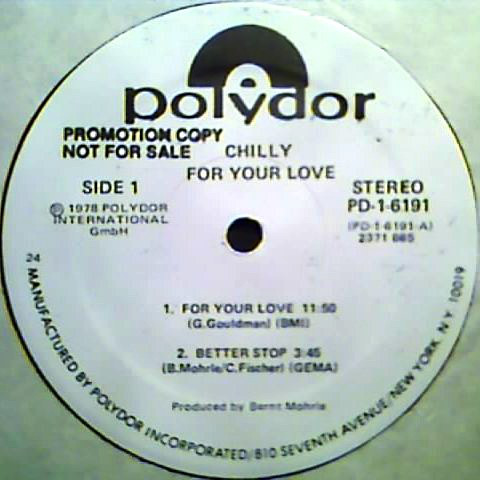 polydor
PROMOTION COPY
NOT FOR SALE
CHILLY
FOR YOUR LOVE
SIDE 1
STEREO
PD-1-6191
(PD-1-6191-A)
2371 865
℗ 1978 POLYDOR
INTERNATIONAL
GmbH
1. FOR YOUR LOVE 11:50
(G.Gouldman) (BMI)
2. BETTER STOP 3:45
(B.Mohrle/C.Fischer) (GEMA)
Produced by Bernt Mohrle
24
MANUFACTURED BY POLYDOR INCORPORATED/810 SEVENTH AVENUE/NEW YORK, N.Y. 10019